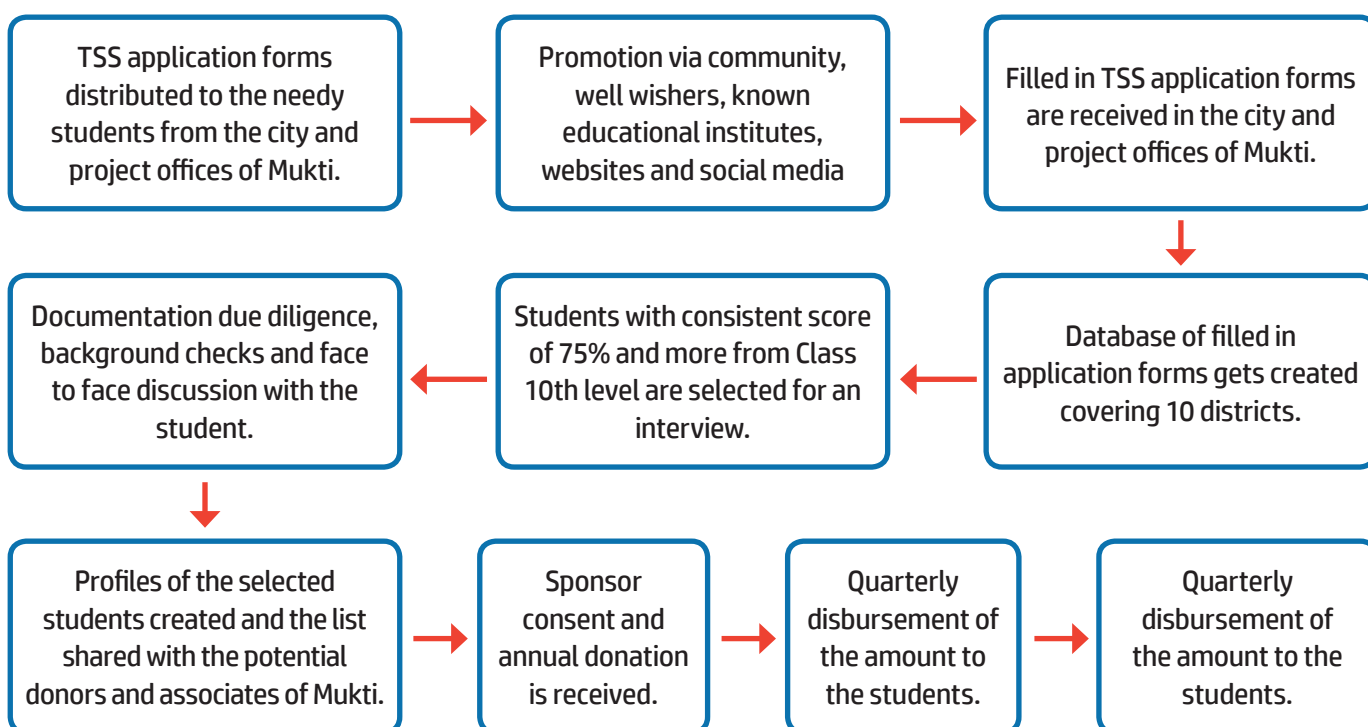 TSS application forms
distributed to the needy
students from the city and
project offices of Mukti.
Promotion via community,
well wishers, known
educational institutes,
websites and social media
Filled in TSS application forms
are received in the city and
project offices of Mukti.
Database of filled in
application forms gets created
covering 10 districts.
Students with consistent score
of 75% and more from Class
10th level are selected for an
interview.
Documentation due diligence,
background checks and face
to face discussion with the
student.
Profiles of the selected
students created and the list
shared with the potential
donors and associates of Mukti.
Sponsor
consent and
annual donation
is received.
Quarterly
disbursement of
the amount to
the students.
Quarterly
disbursement of
the amount to the
students.